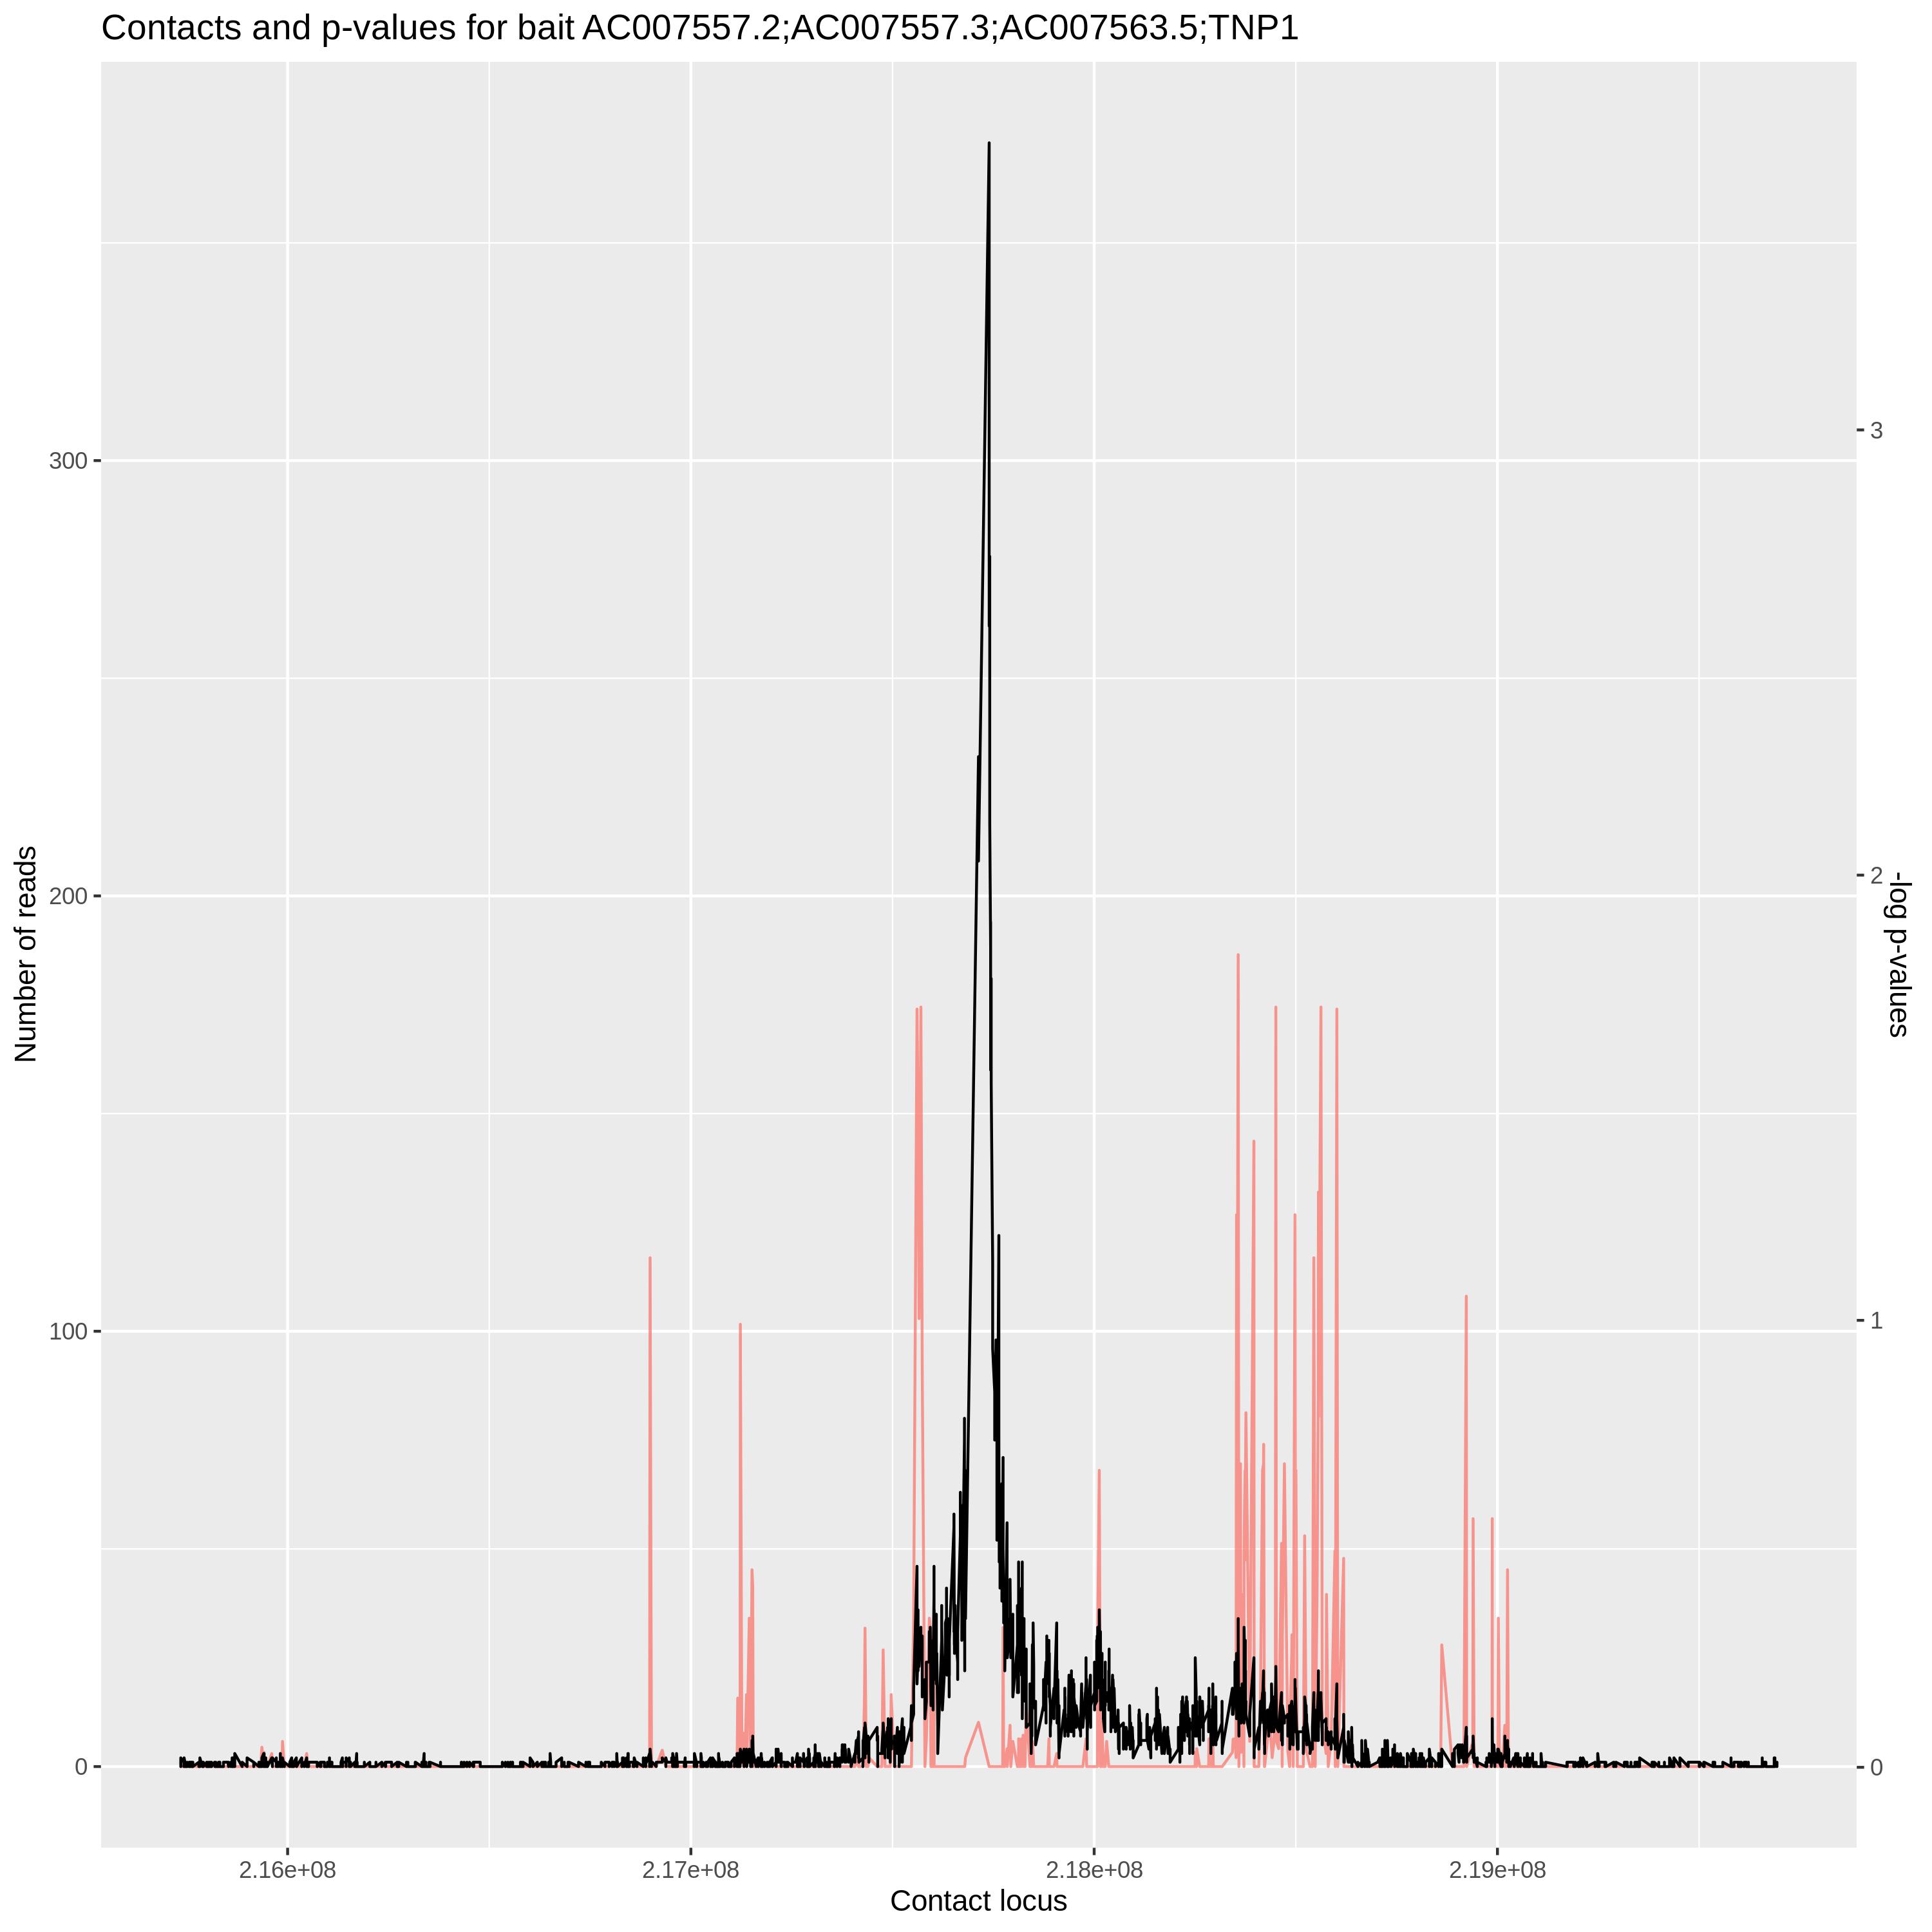 Contacts and p-values for bait AC007557.2;AC007557.3;AC007563.5;TNP1
Number of reads
300
200
100
0
3
2
1
0
-log p-values
2.16e+08 2.17e+08 2.18e+08 2.19e+08
Contact locus